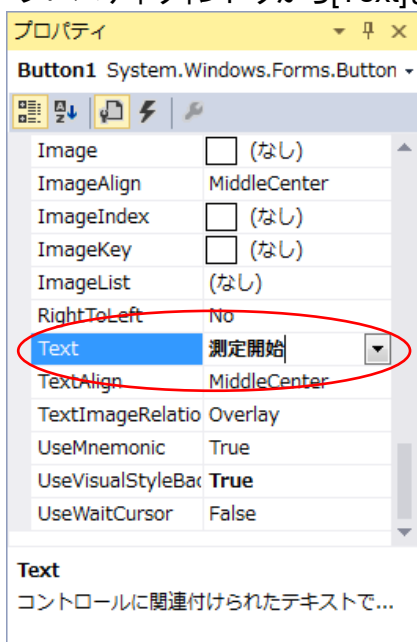 プロパティ
Button1 System.Windows.Forms.Button
Image (なし)
ImageAlign MiddleCenter
ImageIndex (なし)
ImageKey (なし)
ImageList (なし)
RightToLeft No
Text 測定開始
TextAlign MiddleCenter
TextImageRelatio Overlay
UseMnemonic True
UseVisualStyleBac True
UseWaitCursor False
Text
コントロールに関連付けられたテキストで...